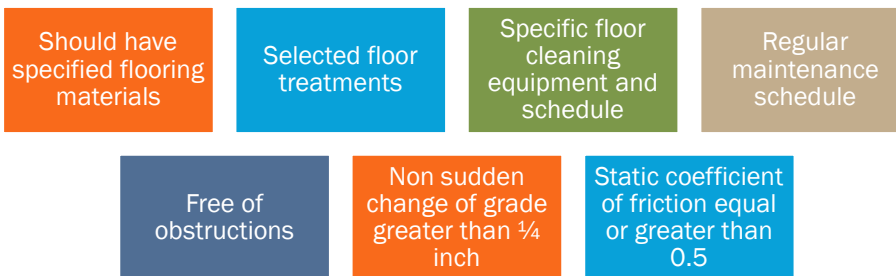 Should have
specified flooring
materials
Selected floor
treatments
Specific floor
cleaning
equipment and
schedule
Regular
maintenance
schedule
Free of
obstructions
Non sudden
change of grade
greater than ¼
inch
Static coefficient
of friction equal
or greater than
0.5